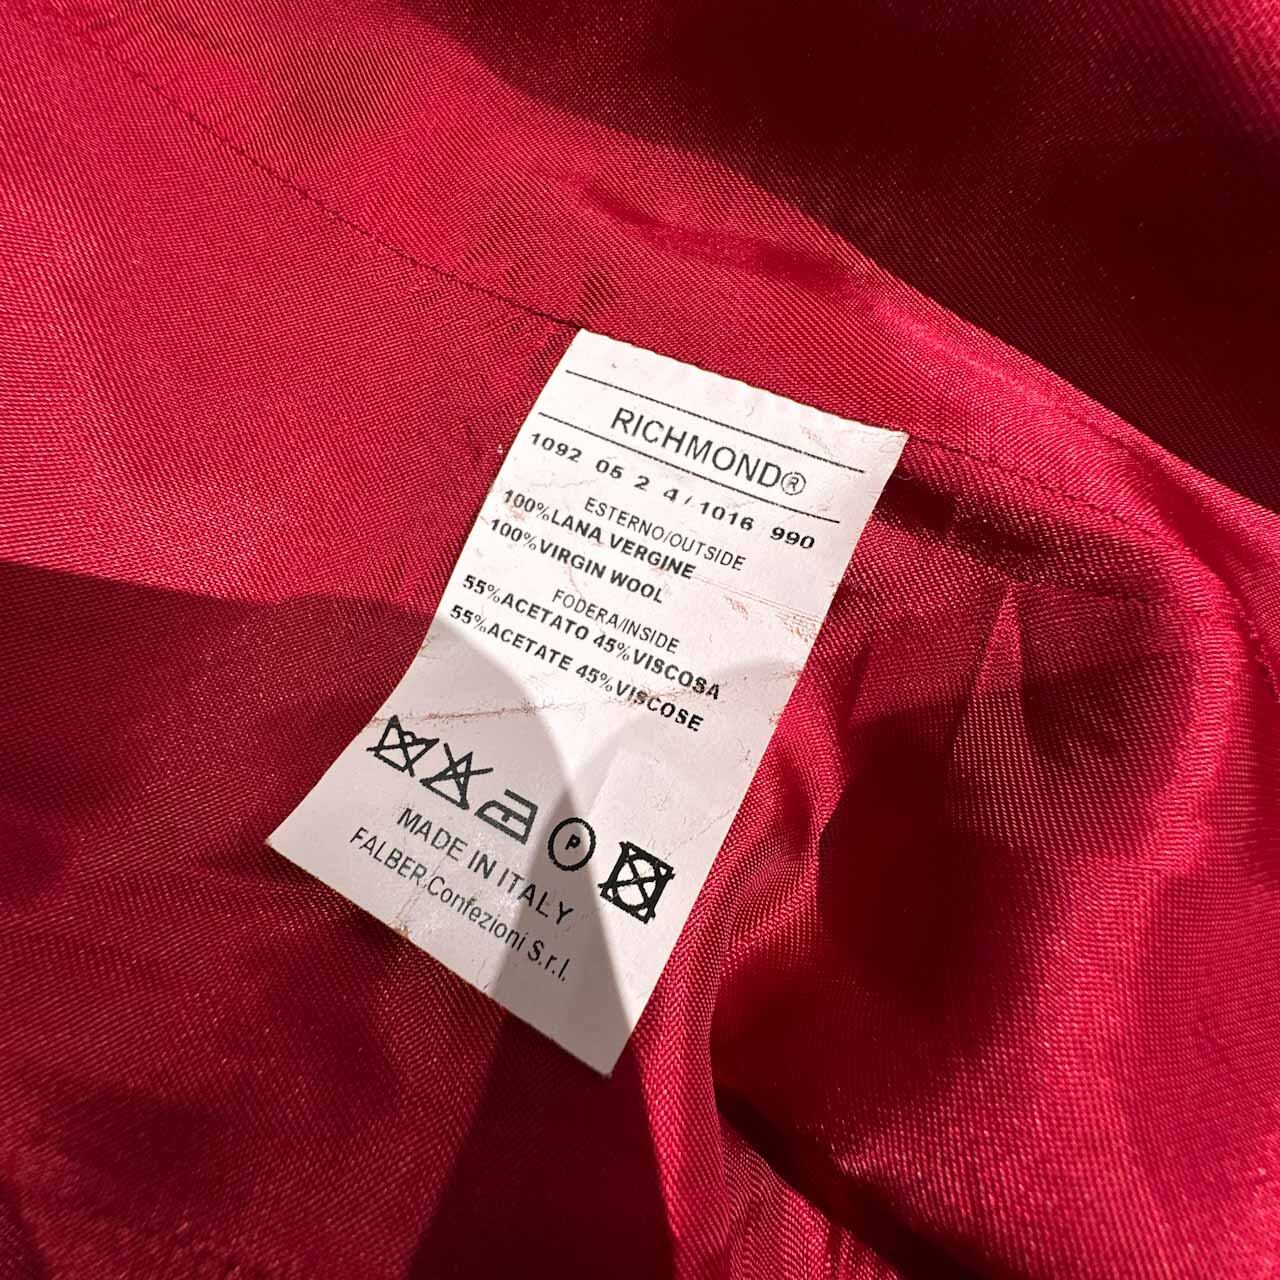 RICHMOND®
1092 05 2 4/1016 990
ESTERNO/OUTSIDE
100%LANA VERGINE
100%VIRGIN WOOL
FODERA/INSIDE
55%ACETATO 45%VISCOSA
55%ACETATE 45%VISCOSE
P
MADE IN ITALY
FALBER Confezioni S.r.l.